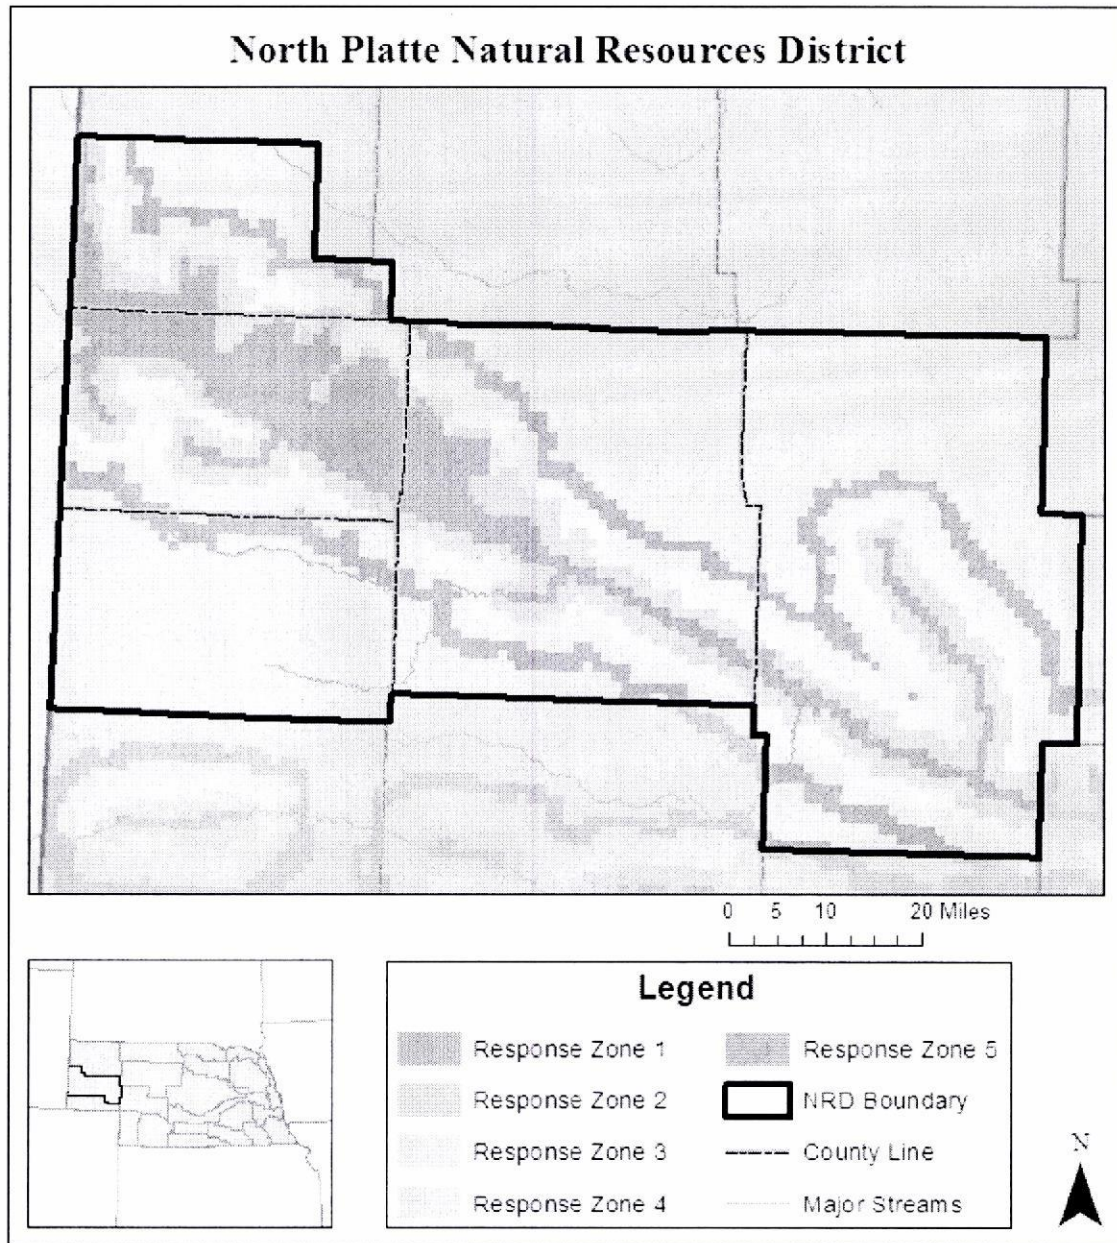 North Platte Natural Resources District
0 5 10 20 Miles
Legend
Response Zone 1
Response Zone 2
Response Zone 3
Response Zone 4
Response Zone 5
NRD Boundary
County Line
Major Streams
N